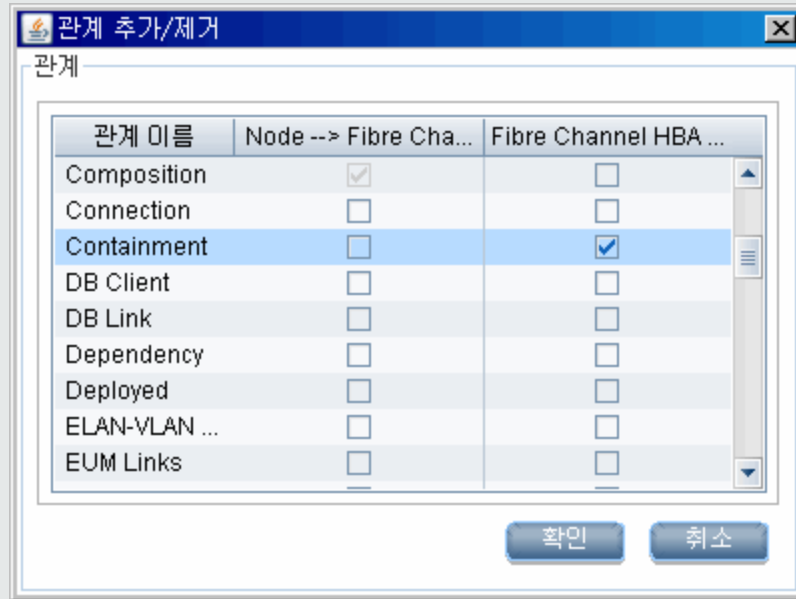 관계 추가/제거
관계
관계 이름 Node --> Fibre Cha... Fibre Channel HBA ...
Composition
Connection
Containment
DB Client
DB Link
Dependency
Deployed
ELAN-VLAN ...
EUM Links
확인 취소